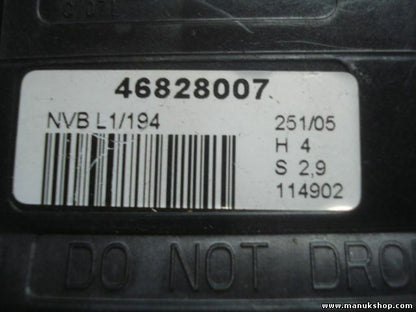 46828007
NVB L1/194
251/05
H 4
S 2,9
114902
DO NOT DRO
www.manukshop.com